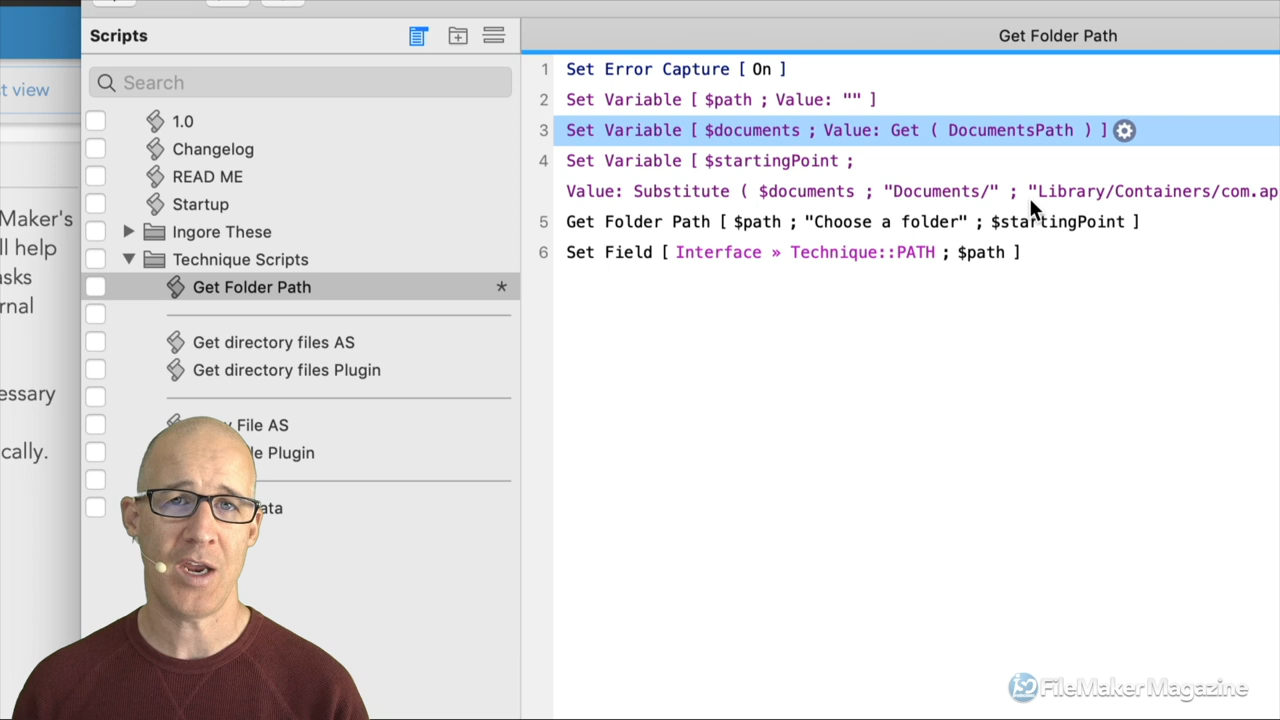 Scripts
Get Folder Path
t view
Search
1.0
Changelog
READ ME
Startup
Ingore These
Technique Scripts
Get Folder Path *
Get directory files AS
Get directory files Plugin
File AS
Plugin
Maker's
ll help
asks
rnal
essary
cally.
1 Set Error Capture [ On ]
2 Set Variable [ $path ; Value: "" ]
3 Set Variable [ $documents ; Value: Get ( DocumentsPath ) ]
4 Set Variable [ $startingPoint ;
Value: Substitute ( $documents ; "Documents/" ; "Library/Containers/com.ap
5 Get Folder Path [ $path ; "Choose a folder" ; $startingPoint ]
6 Set Field [ Interface » Technique::PATH ; $path ]
FileMaker Magazine